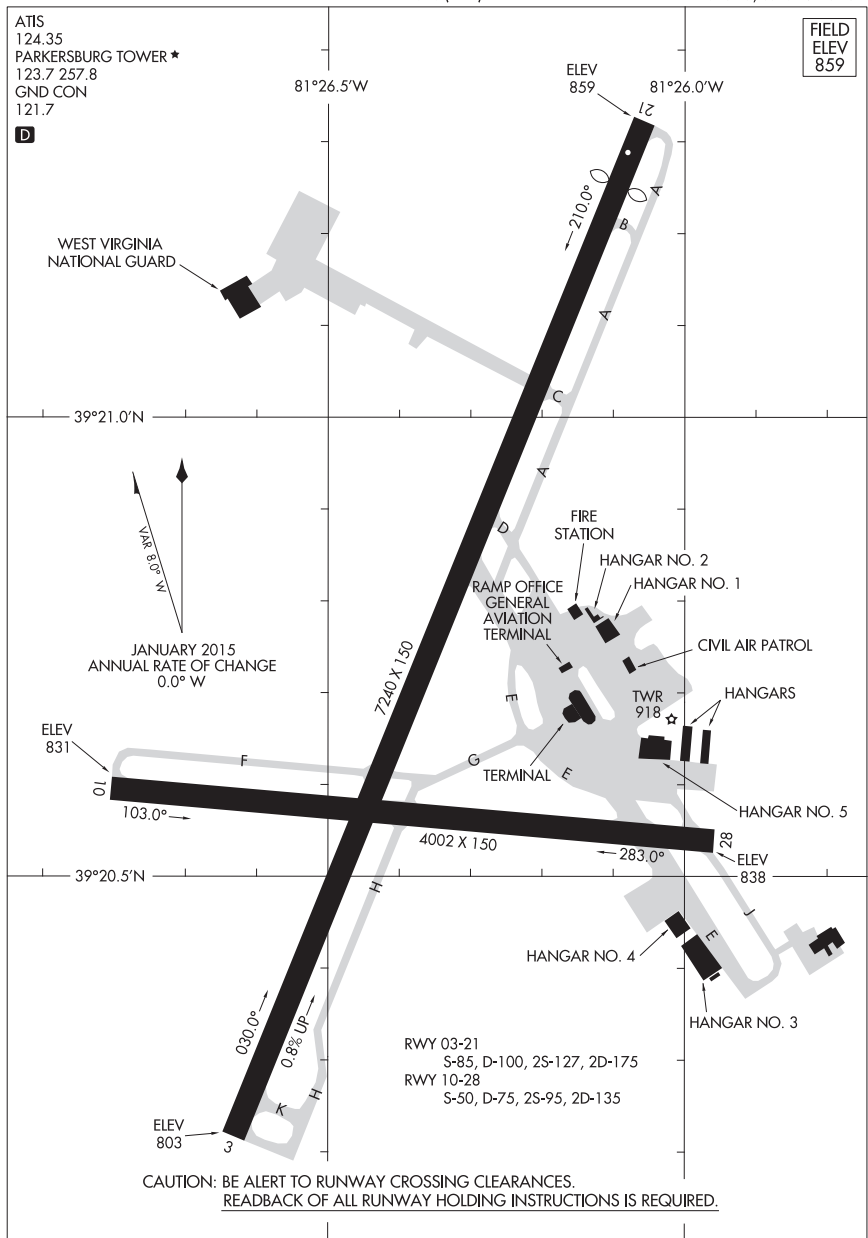 ATIS
124.35
PARKERSBURG TOWER ★
123.7 257.8
GND CON
121.7
D
FIELD
ELEV
859
81°26.5'W
81°26.0'W
ELEV
859
21
A
210.0°
B
WEST VIRGINIA
NATIONAL GUARD
A
C
39°21.0'N
A
D
VAR 8.0° W
JANUARY 2015
ANNUAL RATE OF CHANGE
0.0° W
FIRE
STATION
HANGAR NO. 2
HANGAR NO. 1
RAMP OFFICE
GENERAL
AVIATION
TERMINAL
CIVIL AIR PATROL
7240 X 150
E
TWR
918
HANGARS
ELEV
831
F
G
TERMINAL
E
10
103.0°
HANGAR NO. 5
4002 X 150
283.0°
28
ELEV
838
39°20.5'N
H
J
E
HANGAR NO. 4
HANGAR NO. 3
030.0°
0.8% UP
RWY 03-21
S-85, D-100, 2S-127, 2D-175
RWY 10-28
S-50, D-75, 2S-95, 2D-135
K
H
ELEV
803
3
CAUTION: BE ALERT TO RUNWAY CROSSING CLEARANCES.
READBACK OF ALL RUNWAY HOLDING INSTRUCTIONS IS REQUIRED.